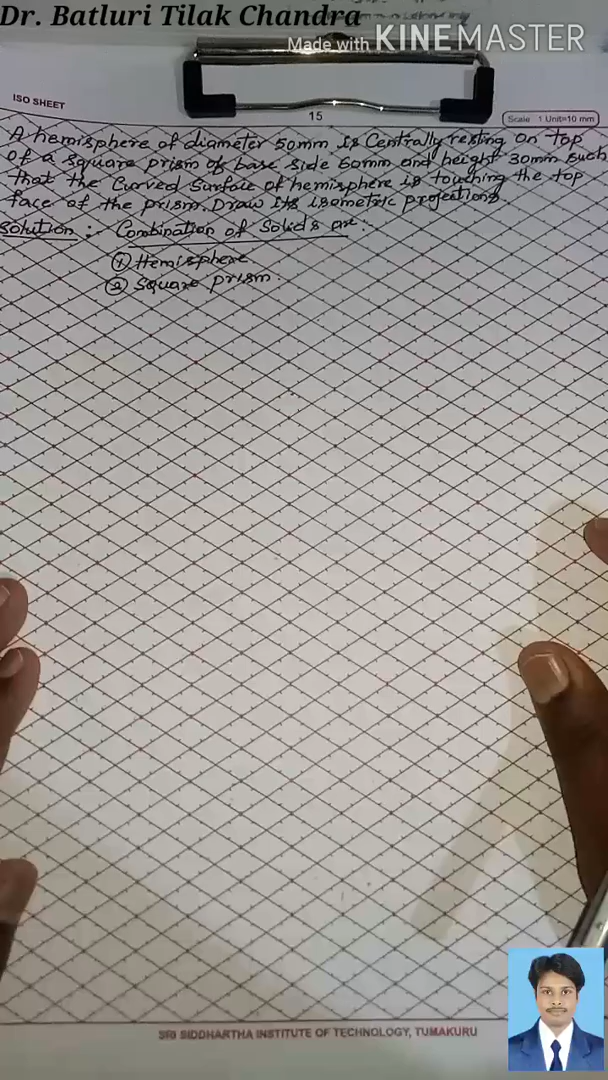 Dr. Batluri Tilak Chandra
Made with KINEMASTER
ISO SHEET
15
Scale : 1 Unit=10 mm
A hemisphere of diameter 50mm is Centrally resting on top
of a square prism of base side 60mm and height 30mm such
that the Curved Surface of hemisphere is touching the top
face of the prism. Draw its isometric projections.
Solution :- Combination of Solids are :-
① Hemisphere
② Square prism.
SIDDHARTHA INSTITUTE OF TECHNOLOGY, TUMAKURU